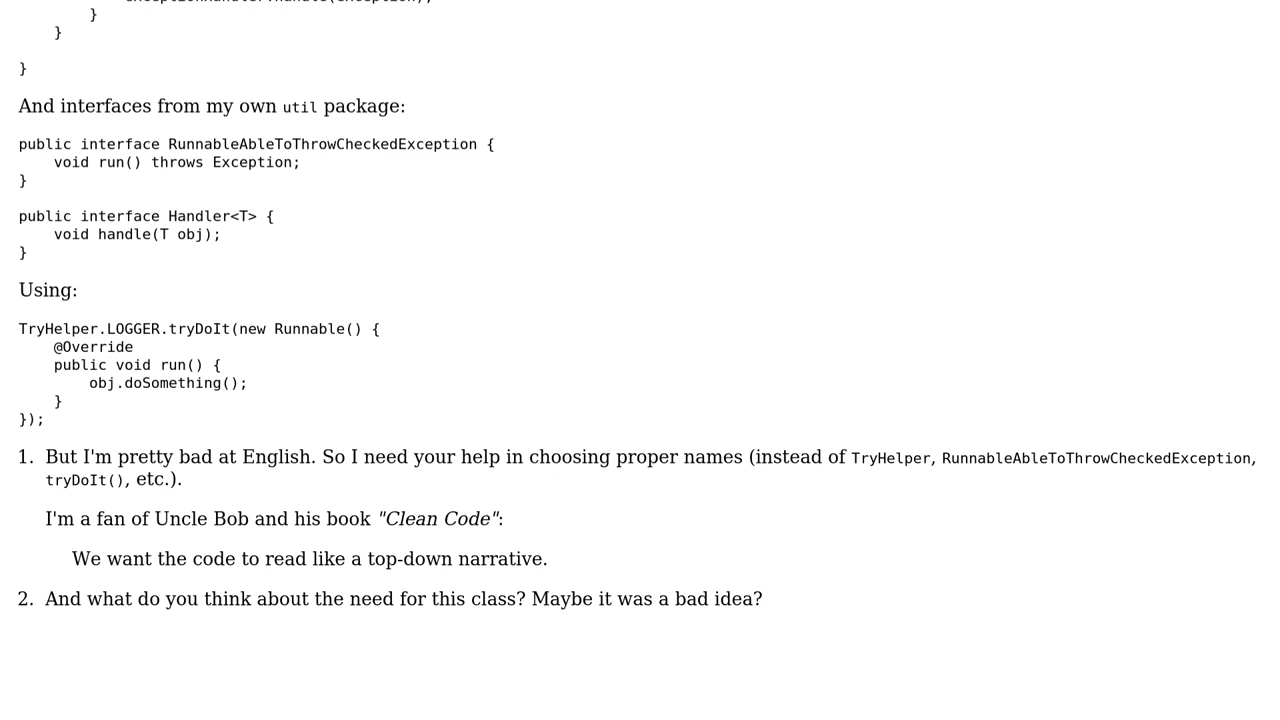 }
}
}
And interfaces from my own util package:
public interface RunnableAbleToThrowCheckedException {
void run() throws Exception;
}
public interface Handler<T> {
void handle(T obj);
}
Using:
TryHelper.LOGGER.tryDoIt(new Runnable() {
@Override
public void run() {
obj.doSomething();
}
});
1. But I'm pretty bad at English. So I need your help in choosing proper names (instead of TryHelper, RunnableAbleToThrowCheckedException,
tryDoIt(), etc.).
I'm a fan of Uncle Bob and his book "Clean Code":
We want the code to read like a top-down narrative.
2. And what do you think about the need for this class? Maybe it was a bad idea?